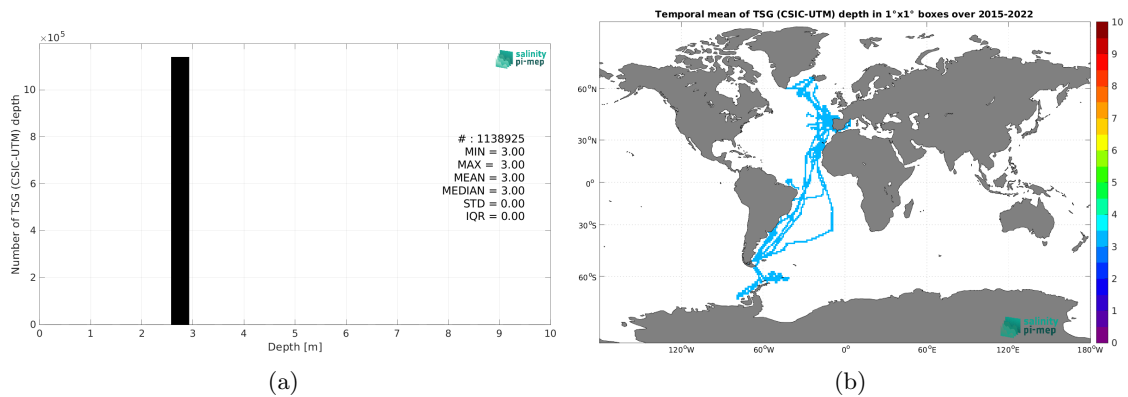 ×10⁵
10
8
6
4
2
0
Number of TSG (CSIC-UTM) depth
salinity
pi-mep
# : 1138925
MIN = 3.00
MAX = 3.00
MEAN = 3.00
MEDIAN = 3.00
STD = 0.00
IQR = 0.00
0 1 2 3 4 5 6 7 8 9 10
Depth [m]
(a)
Temporal mean of TSG (CSIC-UTM) depth in 1°x1° boxes over 2015-2022
60°N
30°N
0°
30°S
60°S
120°W 60°W 0° 60°E 120°E 180°W
salinity
pi-mep
10
9
8
7
6
5
4
3
2
1
0
(b)